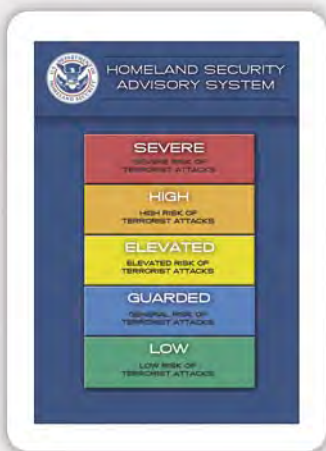 HOMELAND SECURITY
ADVISORY SYSTEM
SEVERE
SEVERE RISK OF
TERRORIST ATTACKS
HIGH
HIGH RISK OF
TERRORIST ATTACKS
ELEVATED
ELEVATED RISK OF
TERRORIST ATTACKS
GUARDED
GENERAL RISK OF
TERRORIST ATTACKS
LOW
LOW RISK OF
TERRORIST ATTACKS